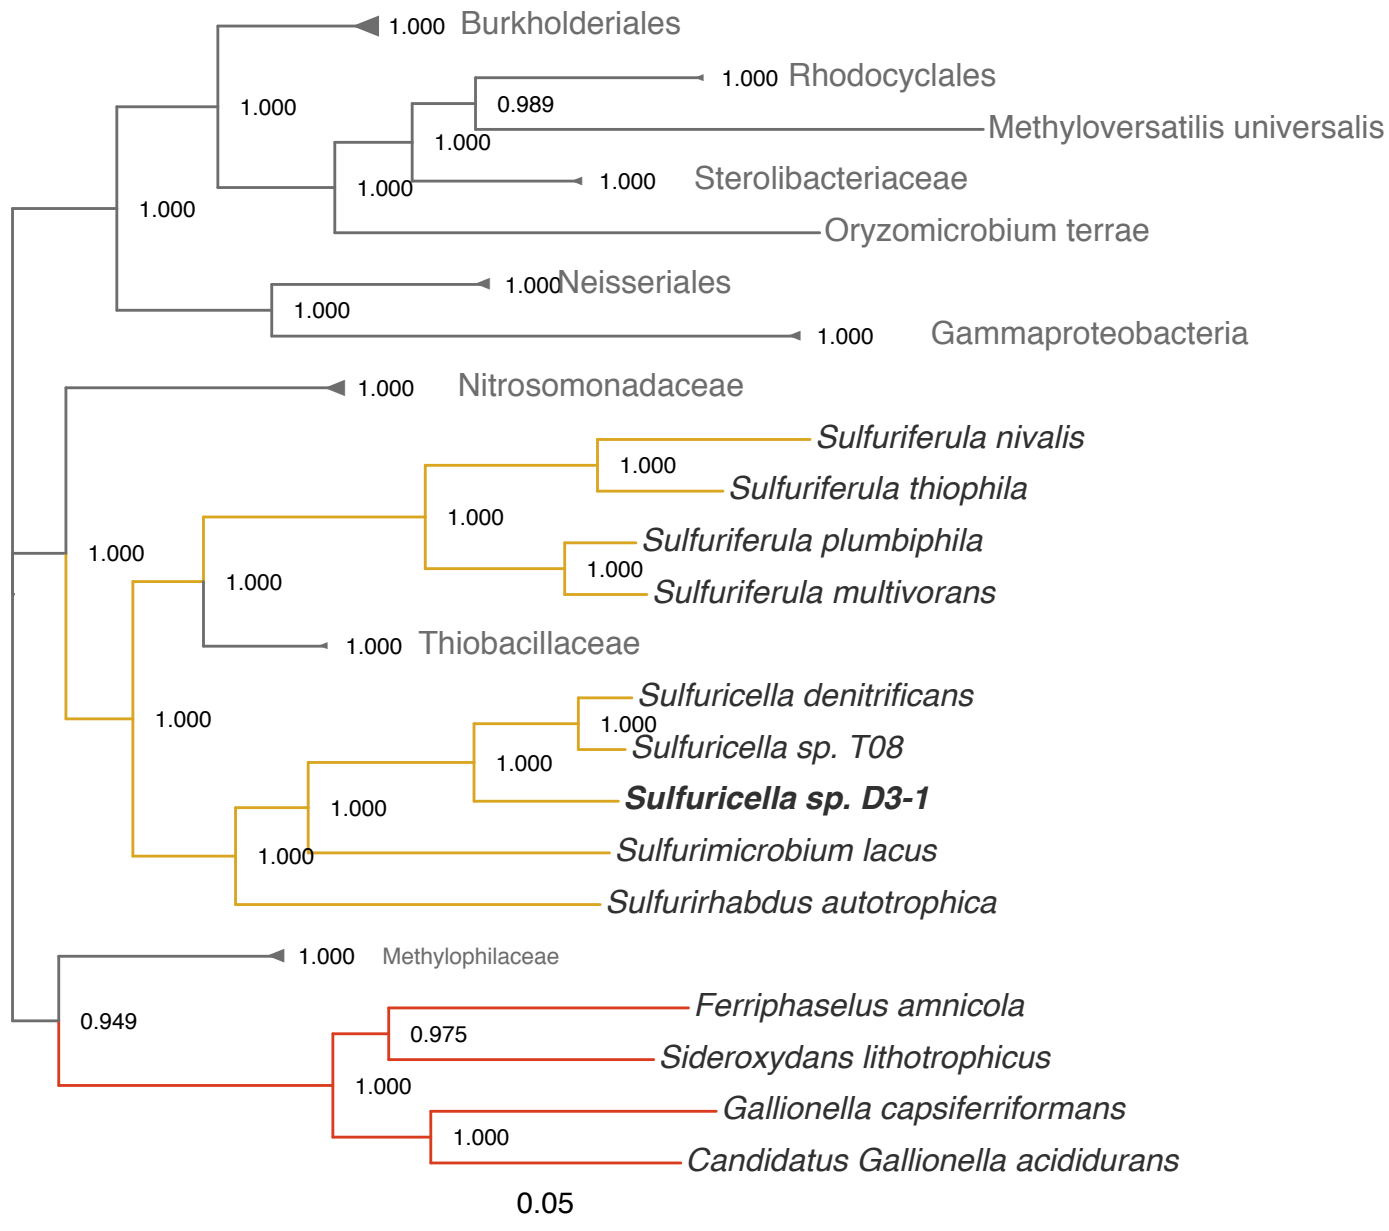 1.000 Burkholderiales
1.000 Rhodocyclales
0.989
1.000
Methyloversatilis universalis
1.000
1.000
1.000 Sterolibacteriaceae
1.000
Oryzomicrobium terrae
1.000 Neisseriales
1.000
1.000 Gammaproteobacteria
1.000 Nitrosomonadaceae
Sulfuriferula nivalis
1.000
Sulfuriferula thiophila
1.000
Sulfuriferula plumbiphila
1.000
1.000
1.000
Sulfuriferula multivorans
1.000 Thiobacillaceae
Sulfuricella denitrificans
1.000
1.000
Sulfuricella sp. T08
1.000
Sulfuricella sp. D3-1
1.000
Sulfurimicrobium lacus
1.000
Sulfurirhabdus autotrophica
1.000 Methylophilaceae
Ferriphaselus amnicola
0.949
0.975
Sideroxydans lithotrophicus
1.000
Gallionella capsiferriformans
1.000
Candidatus Gallionella acididurans
0.05